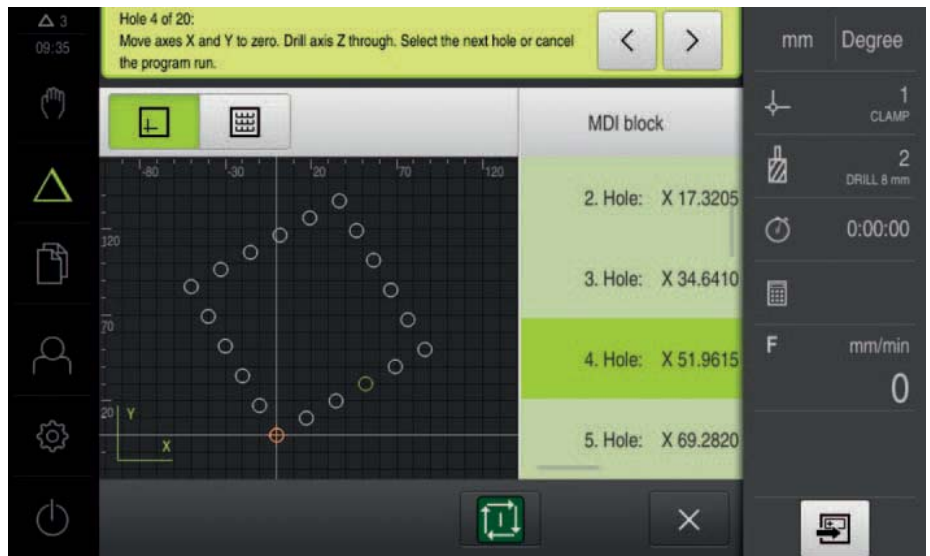 3
09:35
Hole 4 of 20:
Move axes X and Y to zero. Drill axis Z through. Select the next hole or cancel
the program run.
mm Degree
1
CLAMP
2
DRILL 8 mm
0:00:00
F mm/min
0
MDI block
2. Hole: X 17.3205
3. Hole: X 34.6410
4. Hole: X 51.9615
5. Hole: X 69.2820
-80 -30 20 70 120
120
70
20
Y
X